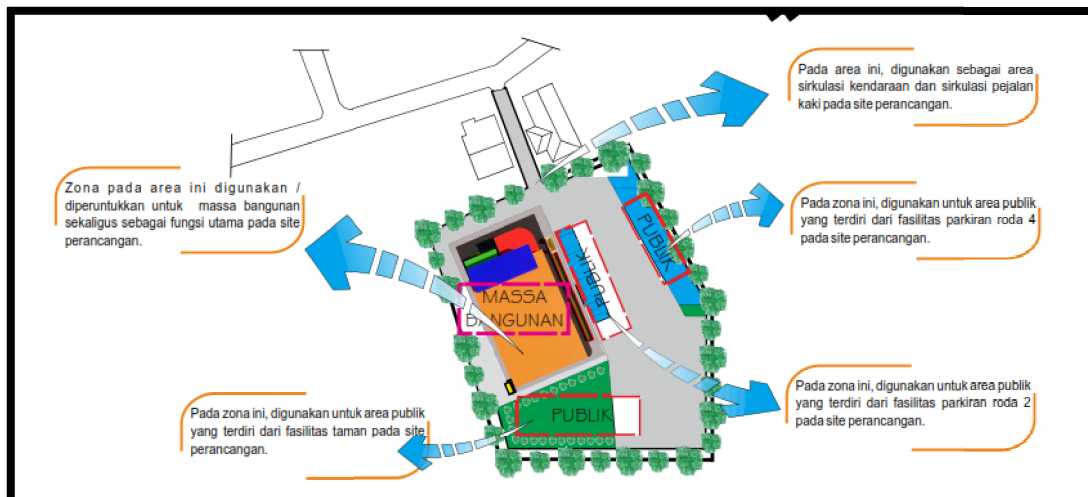 Pada area ini, digunakan sebagai area
sirkulasi kendaraan dan sirkulasi pejalan
kaki pada site perancangan.
Zona pada area ini digunakan /
diperuntukkan untuk massa bangunan
sekaligus sebagai fungsi utama pada site
perancangan.
Pada zona ini, digunakan untuk area publik
yang terdiri dari fasilitas parkiran roda 4
pada site perancangan.
PUBLIK
PUBLIK
MASSA
BANGUNAN
PUBLIK
Pada zona ini, digunakan untuk area publik
yang terdiri dari fasilitas parkiran roda 2
pada site perancangan.
Pada zona ini, digunakan untuk area publik
yang terdiri dari fasilitas taman pada site
perancangan.